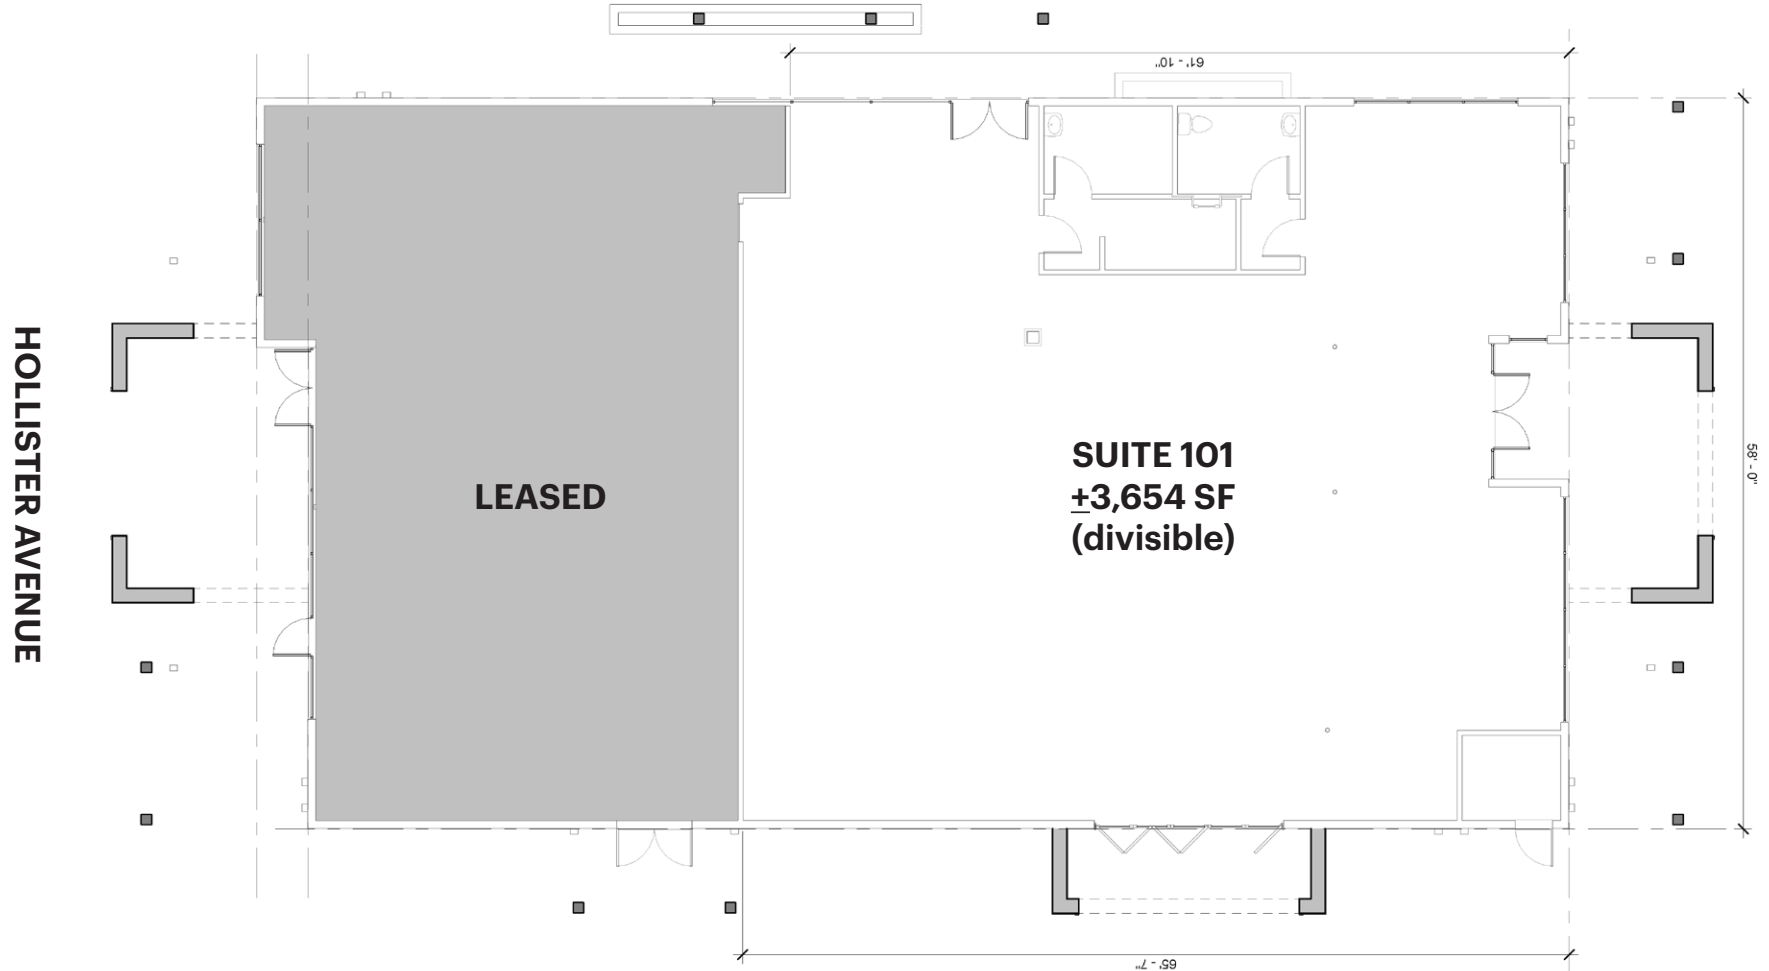 61' - 10"
HOLLISTER AVENUE
LEASED
SUITE 101
+3,654 SF
(divisible)
58' - 0"
65' - 7"